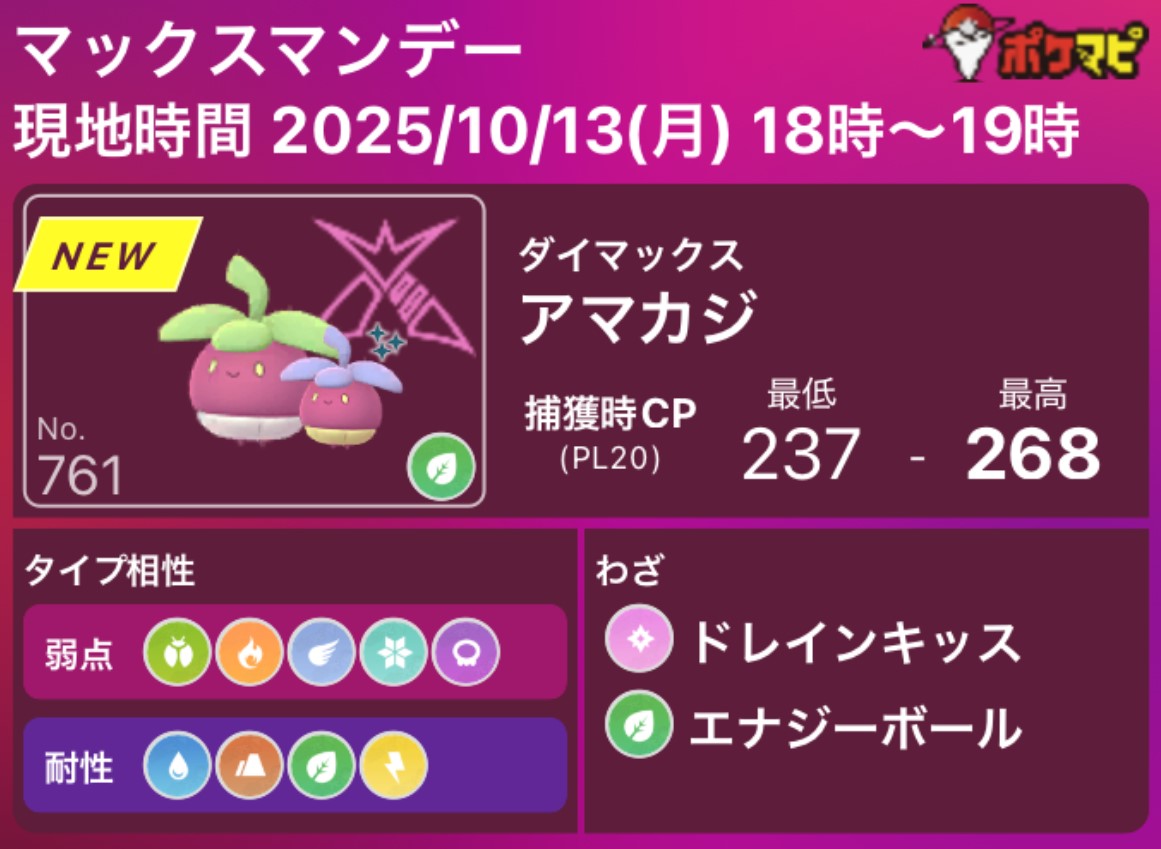 マックスマンデー
ポケマピ
現地時間 2025/10/13(月) 18時〜19時
NEW
No.
761
ダイマックス
アマカジ
捕獲時CP
(PL20)
最低
237
-
最高
268
タイプ相性
弱点
耐性
わざ
ドレインキッス
エナジーボール